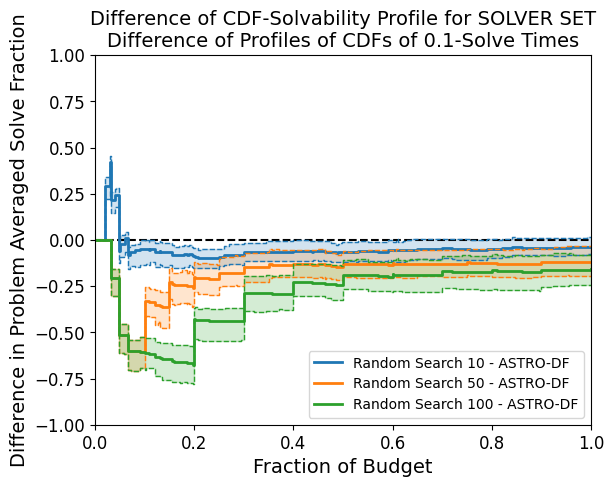 Difference of CDF-Solvability Profile for SOLVER SET
Difference of Profiles of CDFs of 0.1-Solve Times
Difference in Problem Averaged Solve Fraction
1.00
0.75
0.50
0.25
0.00
−0.25
−0.50
−0.75
−1.00
Random Search 10 - ASTRO-DF
Random Search 50 - ASTRO-DF
Random Search 100 - ASTRO-DF
0.0 0.2 0.4 0.6 0.8 1.0
Fraction of Budget